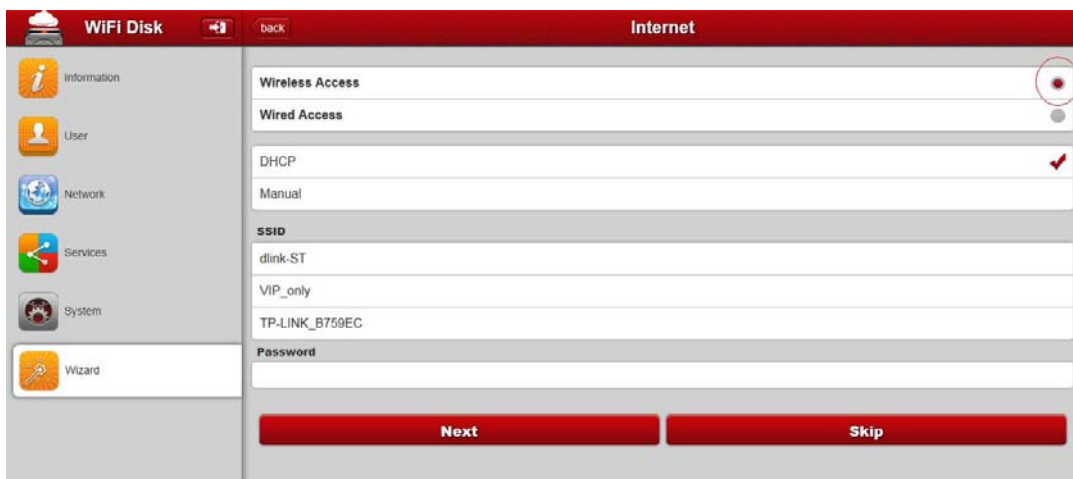 WiFi Disk
back
Internet
Information
User
Network
Services
System
Wizard
Wireless Access
Wired Access
DHCP
Manual
SSID
dlink-ST
VIP_only
TP-LINK_B759EC
Password
Next
Skip